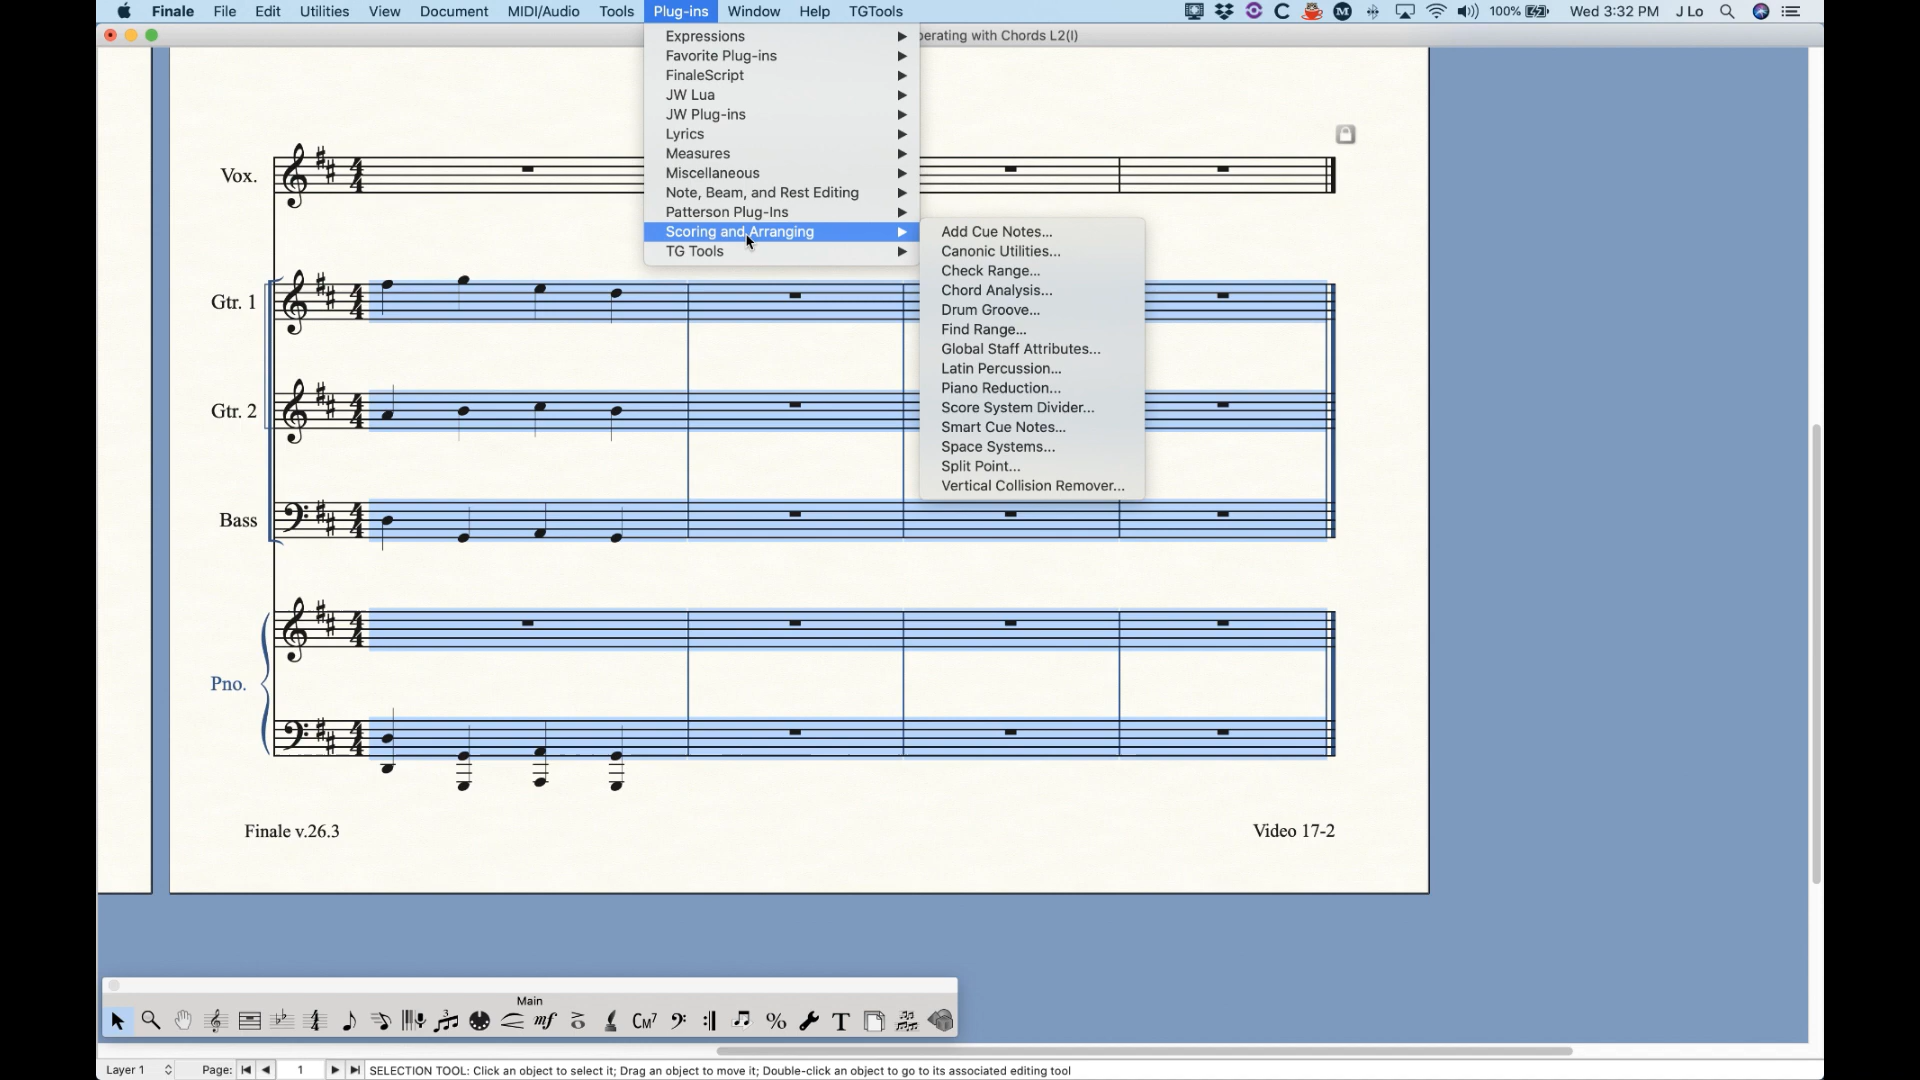 Finale File Edit Utilities View Document MIDI/Audio Tools Plug-ins Window Help TGTools 100% Wed 3:32 PM J Lo
erating with Chords L2(I)
Expressions
Favorite Plug-ins
FinaleScript
JW Lua
JW Plug-ins
Lyrics
Measures
Miscellaneous
Note, Beam, and Rest Editing
Patterson Plug-Ins
Scoring and Arranging
TG Tools
Add Cue Notes...
Canonic Utilities...
Check Range...
Chord Analysis...
Drum Groove...
Find Range...
Global Staff Attributes...
Latin Percussion...
Piano Reduction...
Score System Divider...
Smart Cue Notes...
Space Systems...
Split Point...
Vertical Collision Remover...
Vox.
Gtr. 1
Gtr. 2
Bass
Pno.
Finale v.26.3 Video 17-2
Main
mf CM7 % T
Layer 1 Page: 1 SELECTION TOOL: Click an object to select it; Drag an object to move it; Double-click an object to go to its associated editing tool